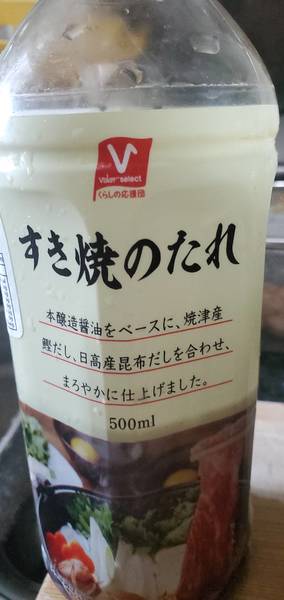 V
Valor select
くらしの応援団
すき焼のたれ
本醸造醤油をベースに、焼津産
鰹だし、日高産昆布だしを合わせ、
まろやかに仕上げました。
500ml